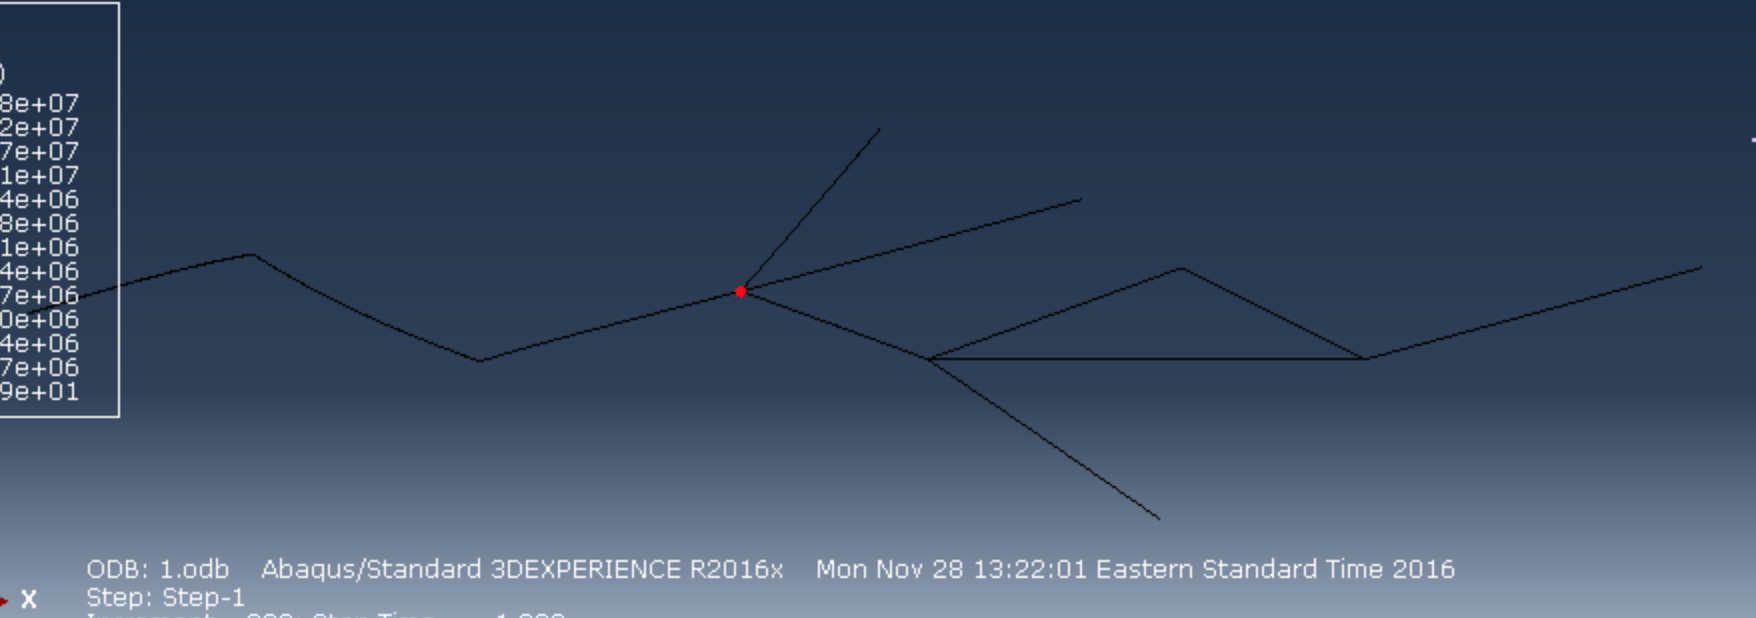 )
8e+07
2e+07
7e+07
1e+07
4e+06
8e+06
1e+06
4e+06
7e+06
0e+06
4e+06
7e+06
9e+01
ODB: 1.odb Abaqus/Standard 3DEXPERIENCE R2016x Mon Nov 28 13:22:01 Eastern Standard Time 2016
X Step: Step-1